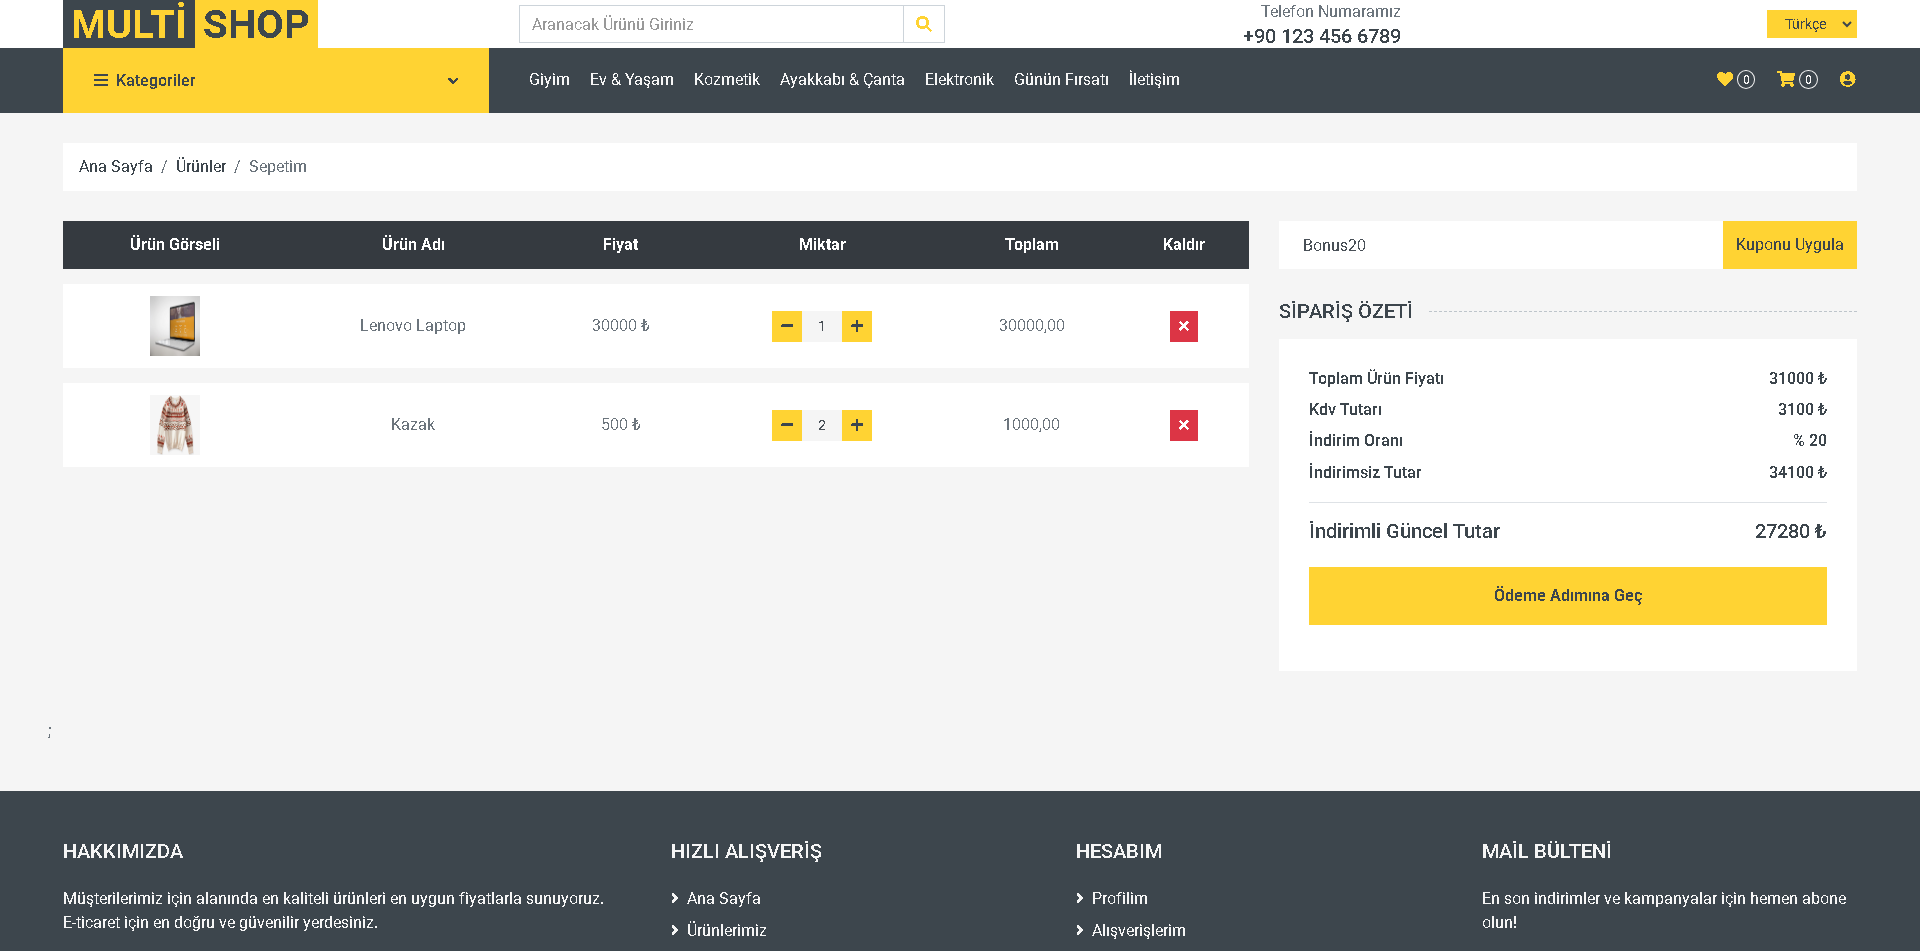 MULTİ SHOP
Aranacak Ürünü Giriniz
Telefon Numaramız
+90 123 456 6789
Türkçe
Kategoriler
Giyim Ev & Yaşam Kozmetik Ayakkabı & Çanta Elektronik Günün Fırsatı İletişim
0 0
Ana Sayfa / Ürünler / Sepetim
Ürün Görseli Ürün Adı Fiyat Miktar Toplam Kaldır
Lenovo Laptop 30000 ₺ 1 30000,00
Kazak 500 ₺ 2 1000,00
Bonus20 Kuponu Uygula
SİPARİŞ ÖZETİ
Toplam Ürün Fiyatı 31000 ₺
Kdv Tutarı 3100 ₺
İndirim Oranı % 20
İndirimsiz Tutar 34100 ₺
İndirimli Güncel Tutar 27280 ₺
Ödeme Adımına Geç
;
HAKKIMIZDA
Müşterilerimiz için alanında en kaliteli ürünleri en uygun fiyatlarla sunuyoruz.
E-ticaret için en doğru ve güvenilir yerdesiniz.
HIZLI ALIŞVERİŞ
Ana Sayfa
Ürünlerimiz
HESABIM
Profilim
Alışverişlerim
MAİL BÜLTENİ
En son indirimler ve kampanyalar için hemen abone
olun!